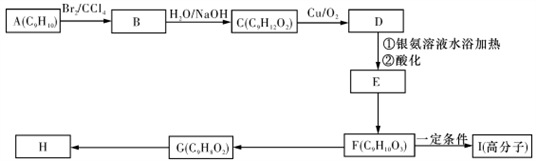 A(C₉H₁₀) Br₂/CCl₄ B H₂O/NaOH C(C₉H₁₂O₂) Cu/O₂ D
①银氨溶液水浴加热
②酸化
E
H G(C₉H₈O₂) F(C₉H₁₀O₃) 一定条件 I(高分子)